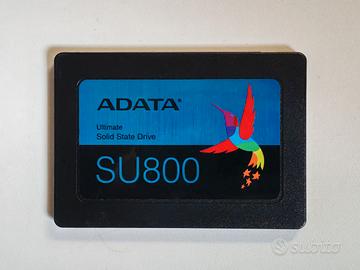 ADATA®
Ultimate
Solid State Drive
SU800
subito